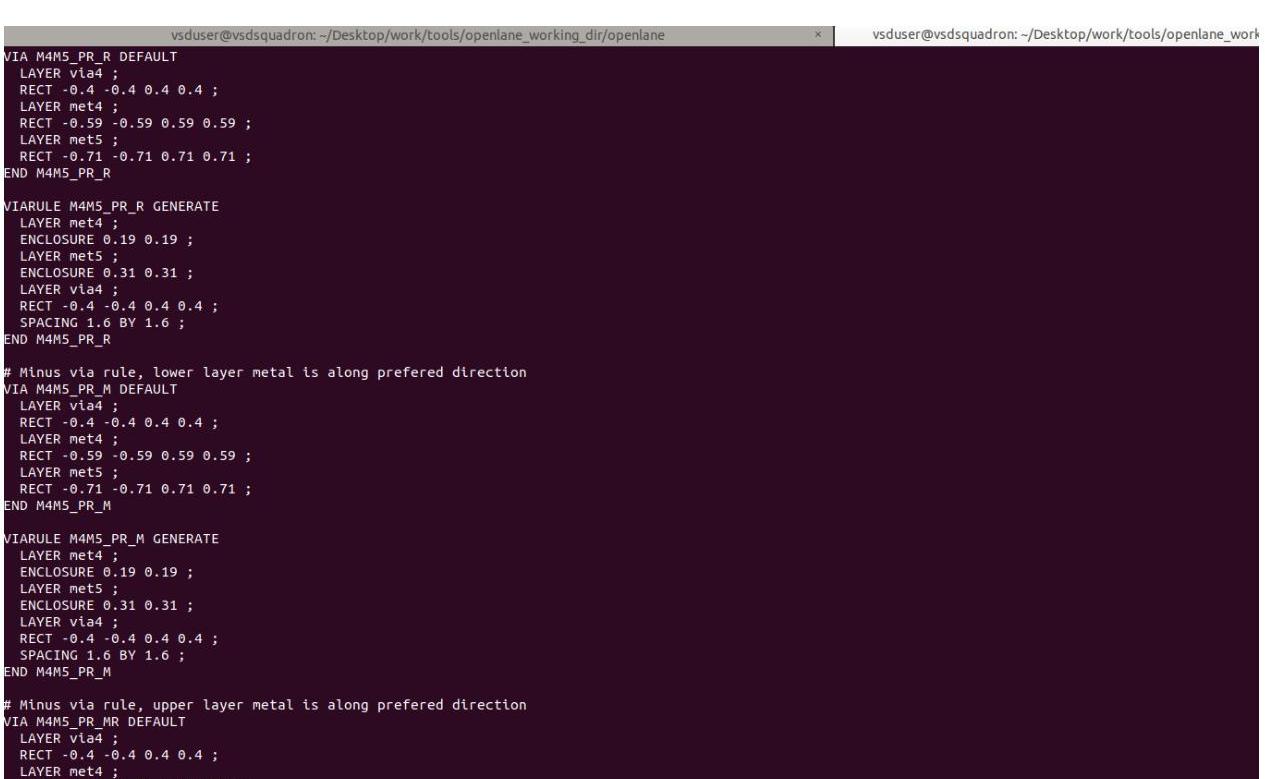 vsduser@vsdsquadron: ~/Desktop/work/tools/openlane_working_dir/openlane × vsduser@vsdsquadron: ~/Desktop/work/tools/openlane_work
VIA M4M5_PR_R DEFAULT
  LAYER via4 ;
  RECT -0.4 -0.4 0.4 0.4 ;
  LAYER met4 ;
  RECT -0.59 -0.59 0.59 0.59 ;
  LAYER met5 ;
  RECT -0.71 -0.71 0.71 0.71 ;
END M4M5_PR_R

VIARULE M4M5_PR_R GENERATE
  LAYER met4 ;
  ENCLOSURE 0.19 0.19 ;
  LAYER met5 ;
  ENCLOSURE 0.31 0.31 ;
  LAYER via4 ;
  RECT -0.4 -0.4 0.4 0.4 ;
  SPACING 1.6 BY 1.6 ;
END M4M5_PR_R

# Minus via rule, lower layer metal is along prefered direction
VIA M4M5_PR_M DEFAULT
  LAYER via4 ;
  RECT -0.4 -0.4 0.4 0.4 ;
  LAYER met4 ;
  RECT -0.59 -0.59 0.59 0.59 ;
  LAYER met5 ;
  RECT -0.71 -0.71 0.71 0.71 ;
END M4M5_PR_M

VIARULE M4M5_PR_M GENERATE
  LAYER met4 ;
  ENCLOSURE 0.19 0.19 ;
  LAYER met5 ;
  ENCLOSURE 0.31 0.31 ;
  LAYER via4 ;
  RECT -0.4 -0.4 0.4 0.4 ;
  SPACING 1.6 BY 1.6 ;
END M4M5_PR_M

# Minus via rule, upper layer metal is along prefered direction
VIA M4M5_PR_MR DEFAULT
  LAYER via4 ;
  RECT -0.4 -0.4 0.4 0.4 ;
  LAYER met4 ;